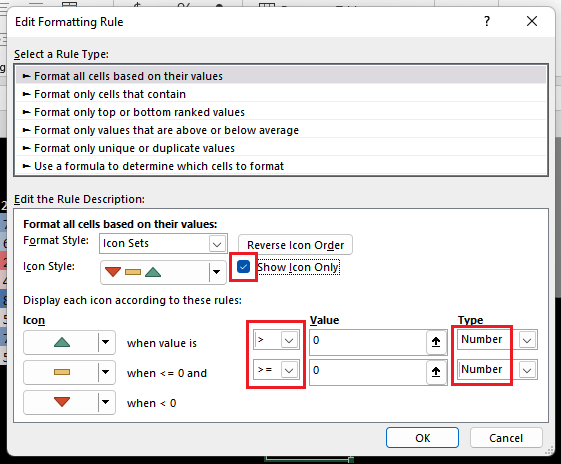 Edit Formatting Rule ? ×
Select a Rule Type:
► Format all cells based on their values
► Format only cells that contain
► Format only top or bottom ranked values
► Format only values that are above or below average
► Format only unique or duplicate values
► Use a formula to determine which cells to format
Edit the Rule Description:
Format all cells based on their values:
Format Style: Icon Sets Reverse Icon Order
Icon Style: Show Icon Only
Display each icon according to these rules:
Icon Value Type
when value is > 0 Number
when <= 0 and >= 0 Number
when < 0
OK Cancel